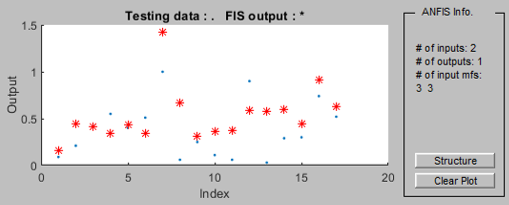 Testing data : .   FIS output : *
ANFIS Info.
1.5
1
0.5
0
Output
0 5 10 15 20
Index
# of inputs: 2
# of outputs: 1
# of input mfs:
3  3
Structure
Clear Plot